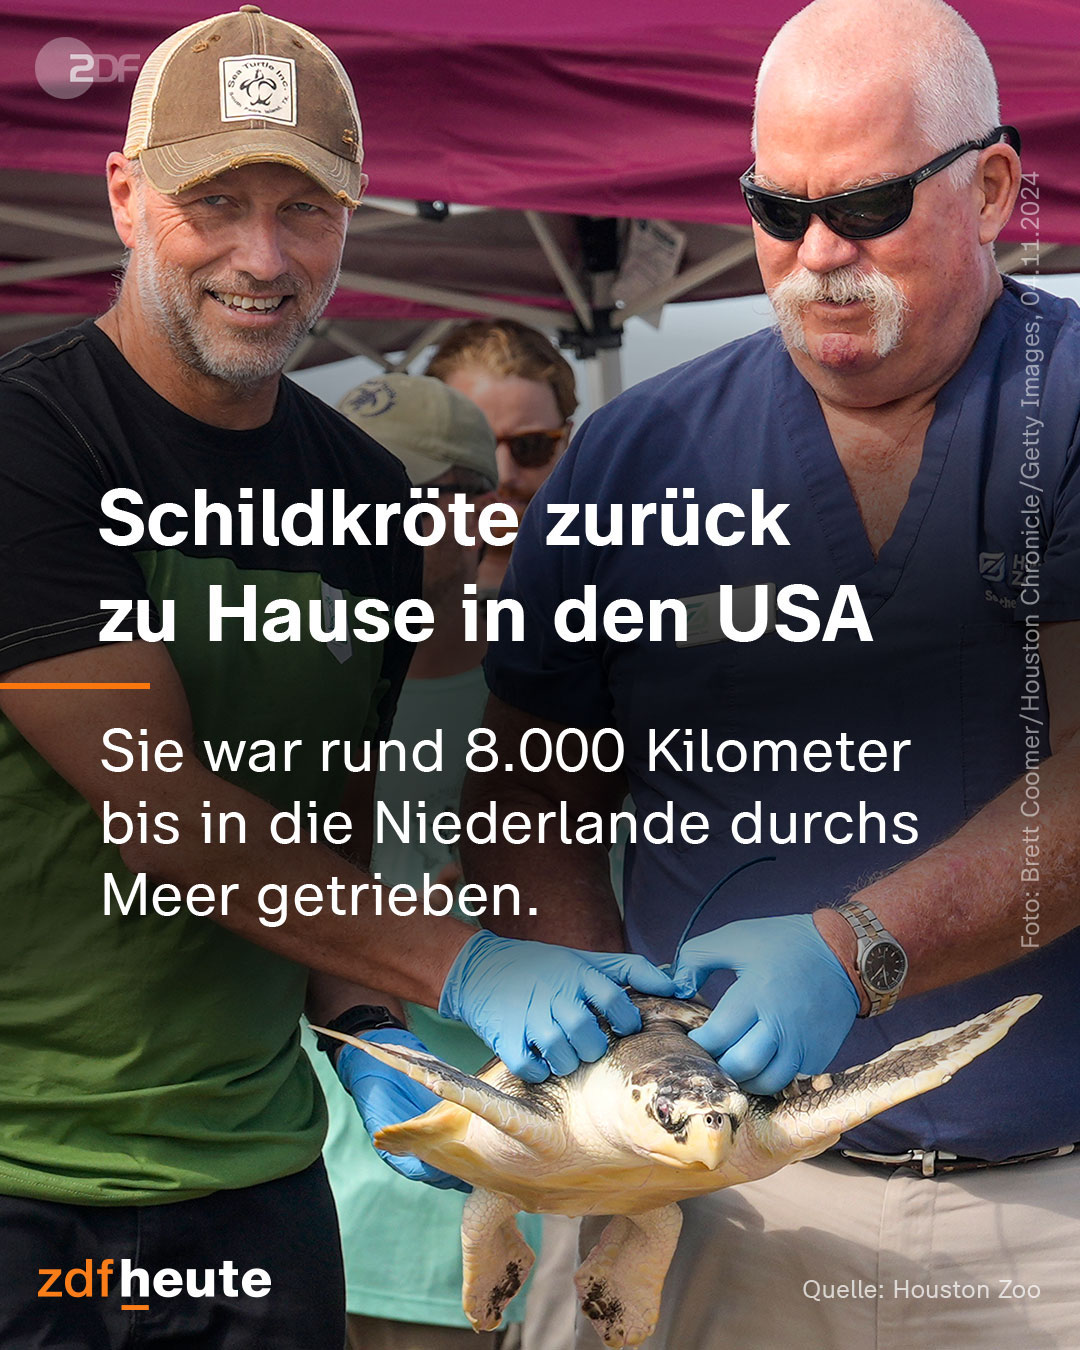 ZDF
Sea Turtle Inc.
Schildkröte zurück
zu Hause in den USA
Sie war rund 8.000 Kilometer
bis in die Niederlande durchs
Meer getrieben.
Foto: Brett Coomer/Houston Chronicle/Getty Images, 04.11.2024
zdfheute
Quelle: Houston Zoo